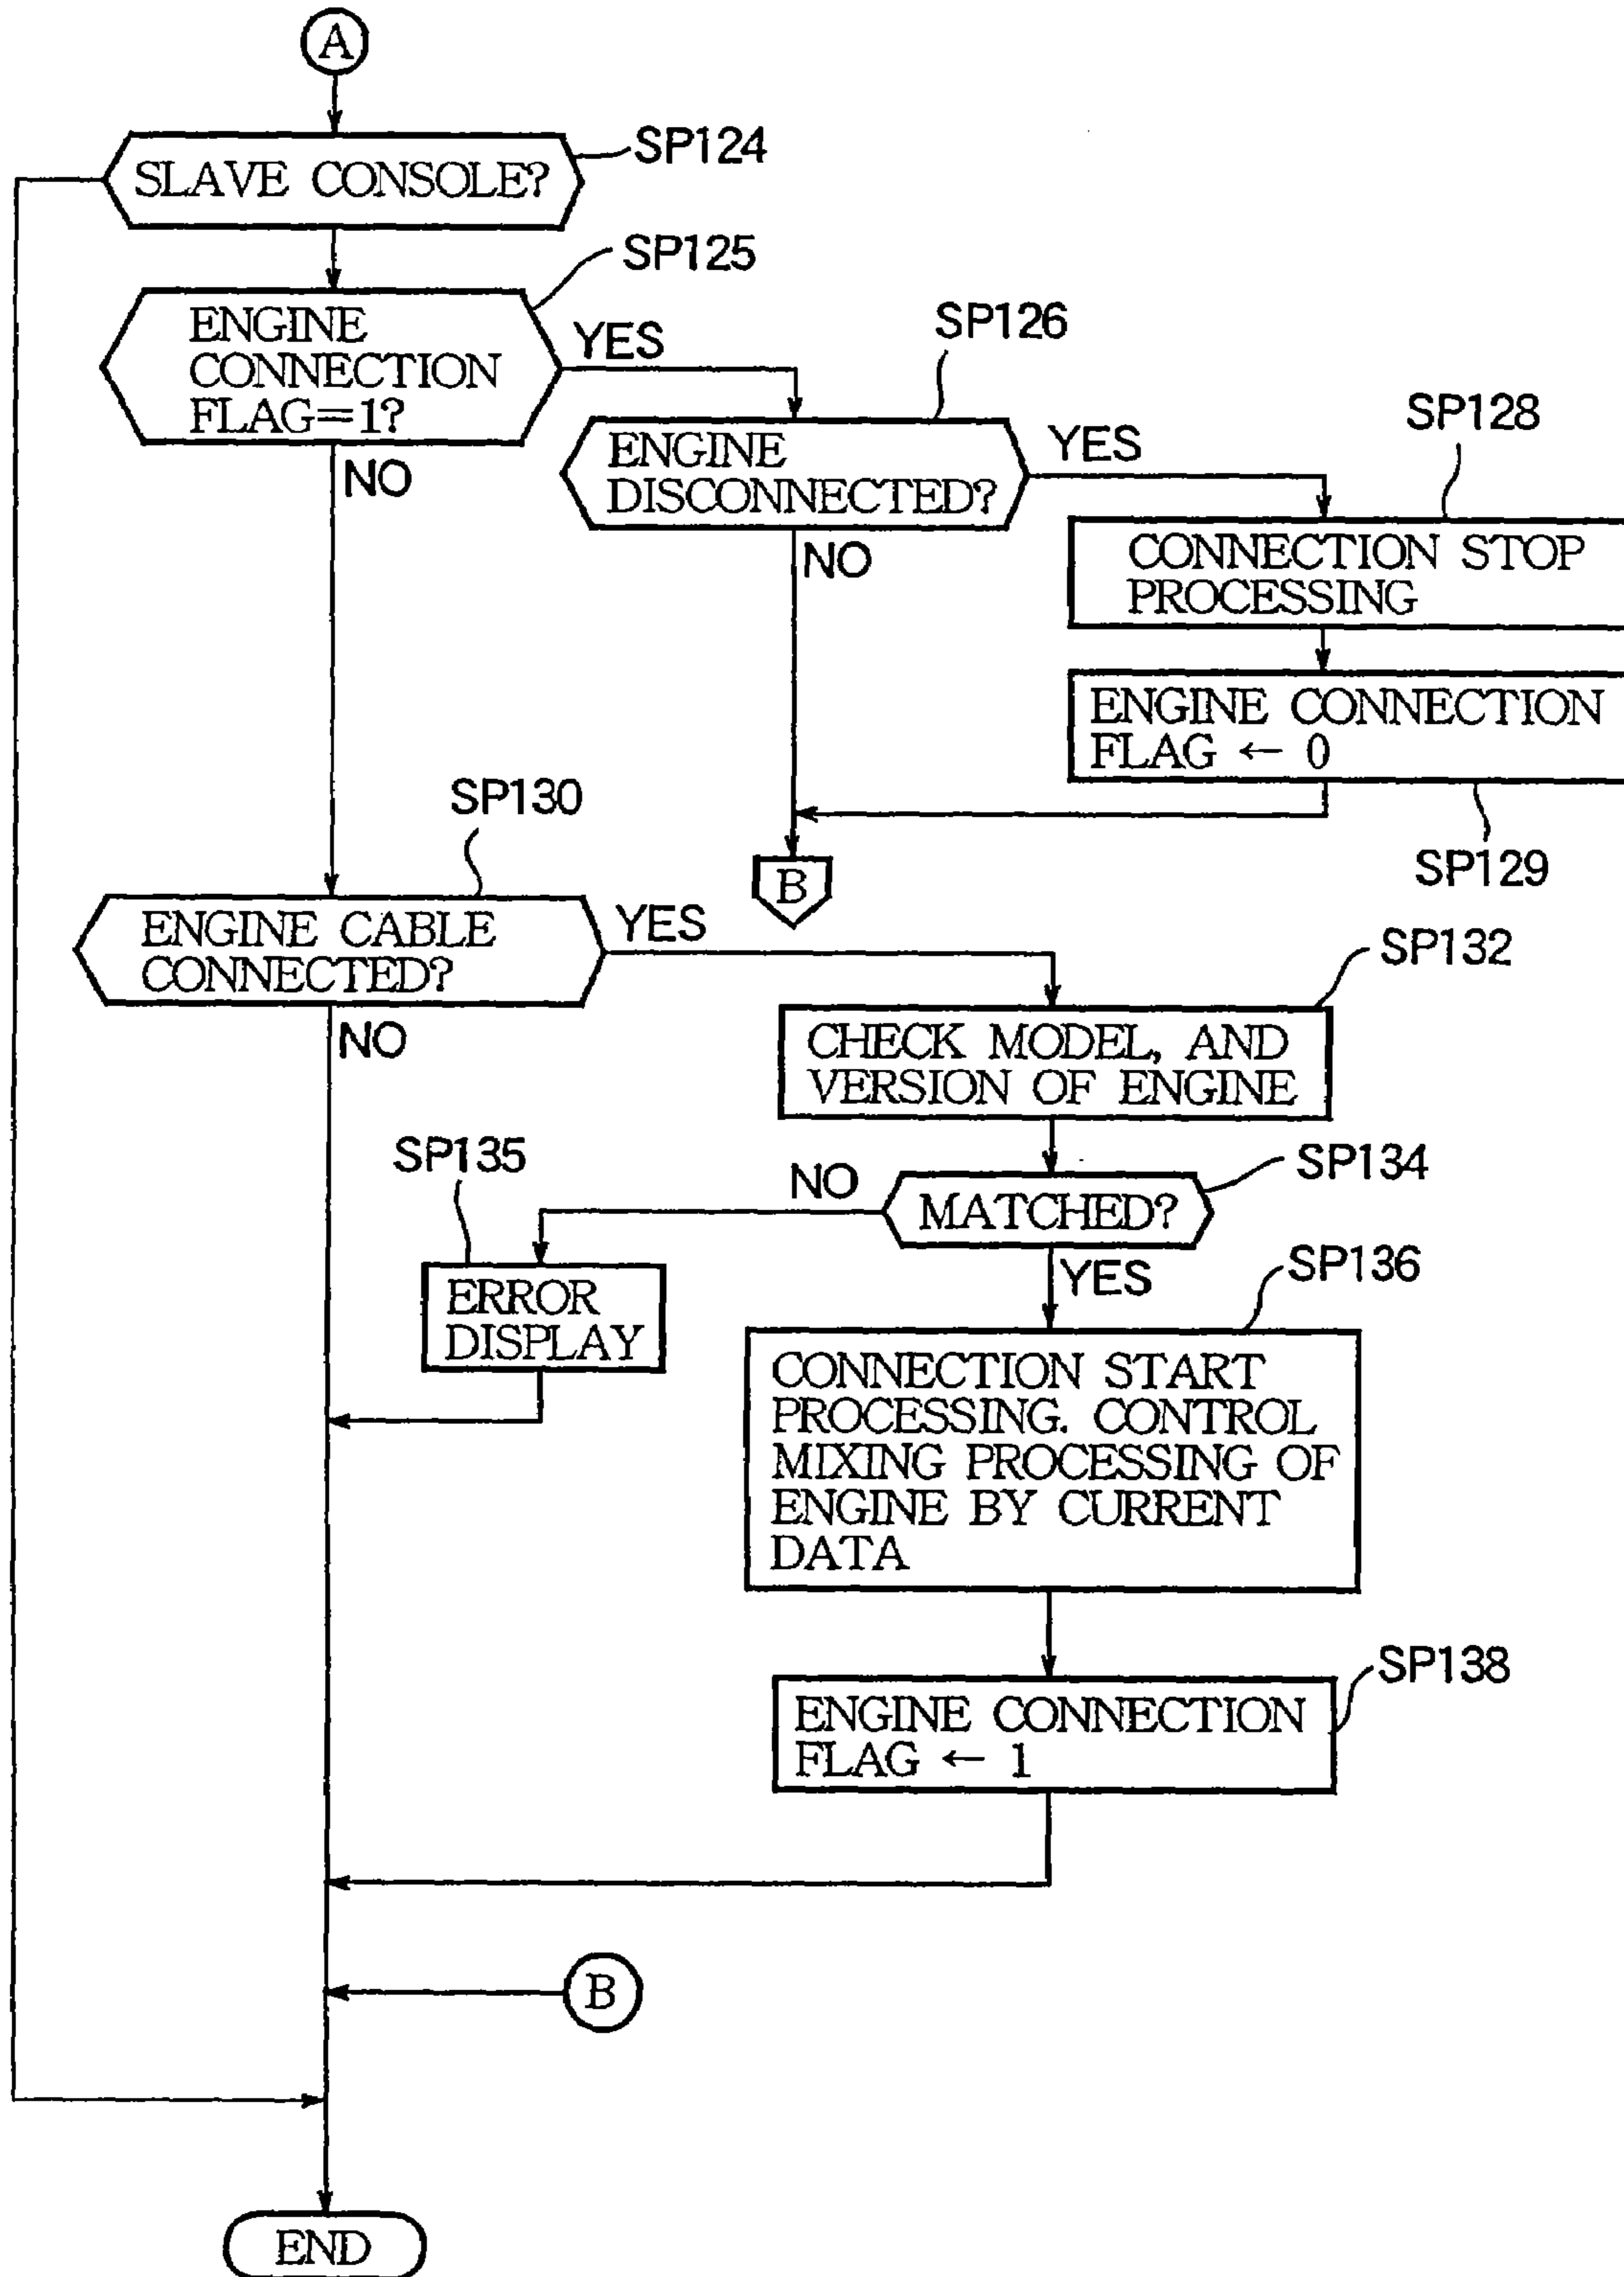 A
SLAVE CONSOLE?
SP124
SP125
ENGINE
CONNECTION
FLAG=1?
YES
NO
SP126
ENGINE
DISCONNECTED?
YES
NO
SP128
CONNECTION STOP
PROCESSING
ENGINE CONNECTION
FLAG ← 0
SP129
B
SP130
ENGINE CABLE
CONNECTED?
YES
NO
SP132
CHECK MODEL, AND
VERSION OF ENGINE
SP134
MATCHED?
NO
YES
SP135
ERROR
DISPLAY
SP136
CONNECTION START
PROCESSING. CONTROL
MIXING PROCESSING OF
ENGINE BY CURRENT
DATA
SP138
ENGINE CONNECTION
FLAG ← 1
B
END